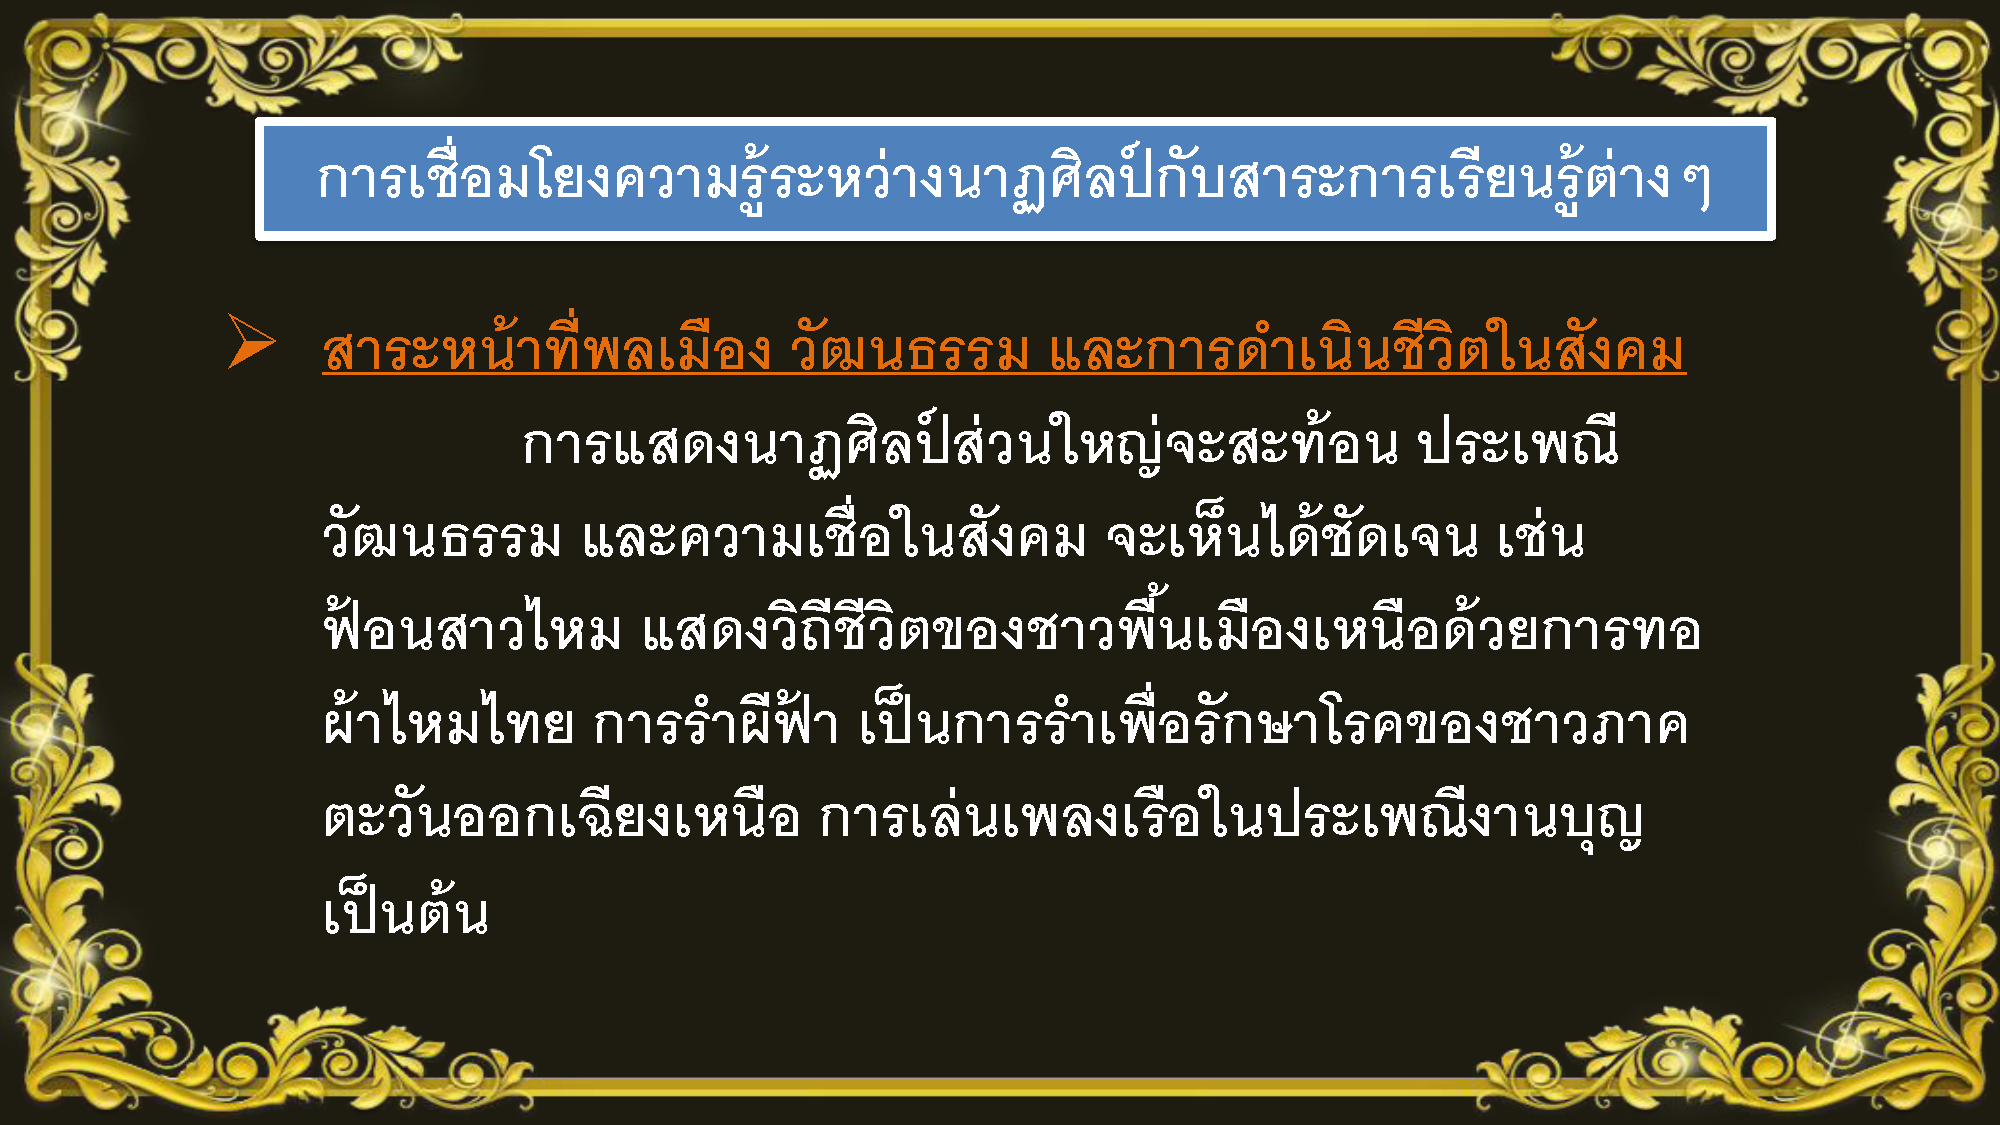 การเชื่อมโยงความรู้ระหว่างนาฏศิลป์กับสาระการเรียนรู้ต่าง ๆ
สาระหน้าที่พลเมือง วัฒนธรรม และการดำเนินชีวิตในสังคม
การแสดงนาฏศิลป์ส่วนใหญ่จะสะท้อน ประเพณี
วัฒนธรรม และความเชื่อในสังคม จะเห็นได้ชัดเจน เช่น
ฟ้อนสาวไหม แสดงวิถีชีวิตของชาวพื้นเมืองเหนือด้วยการทอ
ผ้าไหมไทย การรำผีฟ้า เป็นการรำเพื่อรักษาโรคของชาวภาค
ตะวันออกเฉียงเหนือ การเล่นเพลงเรือในประเพณีงานบุญ
เป็นต้น